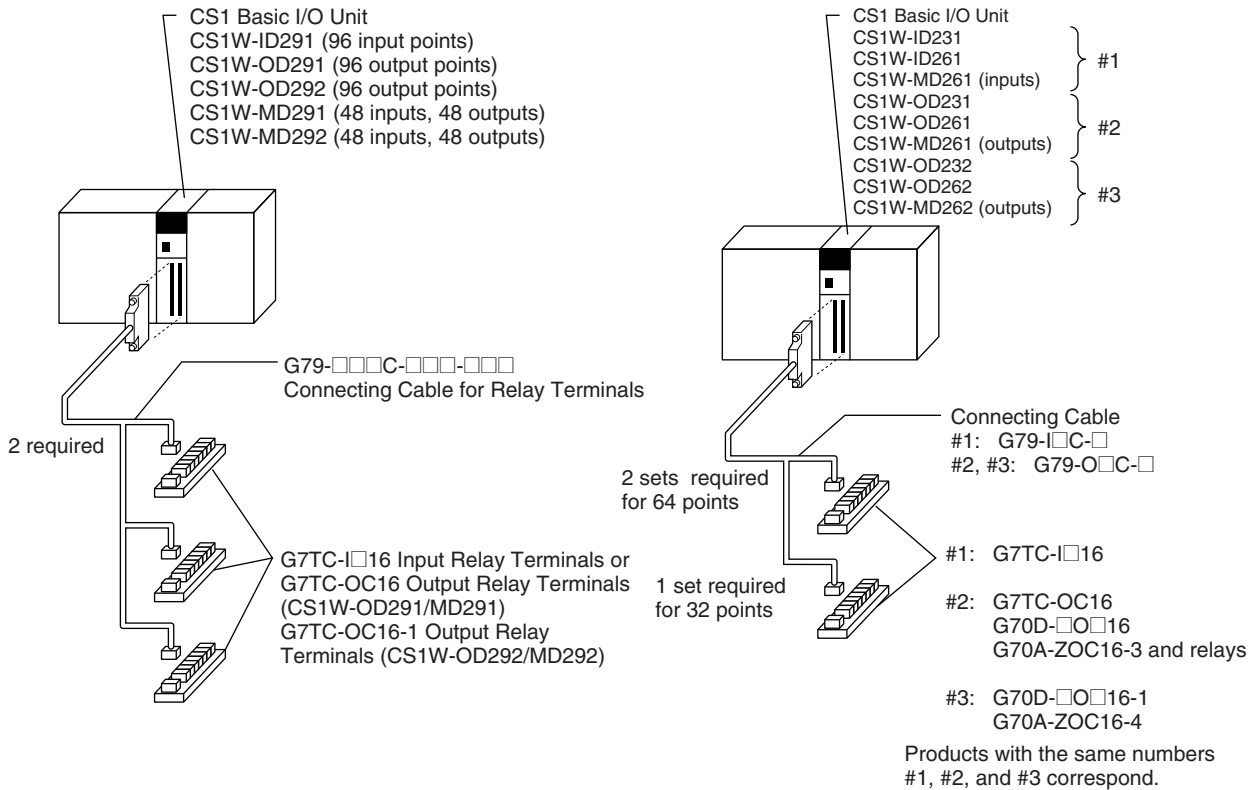 CS1 Basic I/O Unit
CS1W-ID291 (96 input points)
CS1W-OD291 (96 output points)
CS1W-OD292 (96 output points)
CS1W-MD291 (48 inputs, 48 outputs)
CS1W-MD292 (48 inputs, 48 outputs)
G79-□□□C-□□□-□□□
Connecting Cable for Relay Terminals
2 required
G7TC-I□16 Input Relay Terminals or
G7TC-OC16 Output Relay Terminals
(CS1W-OD291/MD291)
G7TC-OC16-1 Output Relay
Terminals (CS1W-OD292/MD292)
CS1 Basic I/O Unit
CS1W-ID231
CS1W-ID261
CS1W-MD261 (inputs)
#1
CS1W-OD231
CS1W-OD261
CS1W-MD261 (outputs)
#2
CS1W-OD232
CS1W-OD262
CS1W-MD262 (outputs)
#3
Connecting Cable
#1: G79-I□C-□
#2, #3: G79-O□C-□
2 sets required
for 64 points
1 set required
for 32 points
#1: G7TC-I□16
#2: G7TC-OC16
G70D-□O□16
G70A-ZOC16-3 and relays
#3: G70D-□O□16-1
G70A-ZOC16-4
Products with the same numbers
#1, #2, and #3 correspond.